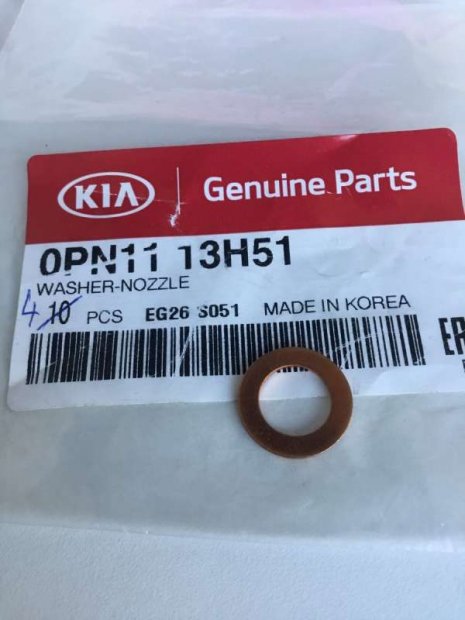 KIA Genuine Parts
0PN11 13H51
WASHER-NOZZLE
4 10 PCS EG26 S051 MADE IN KOREA